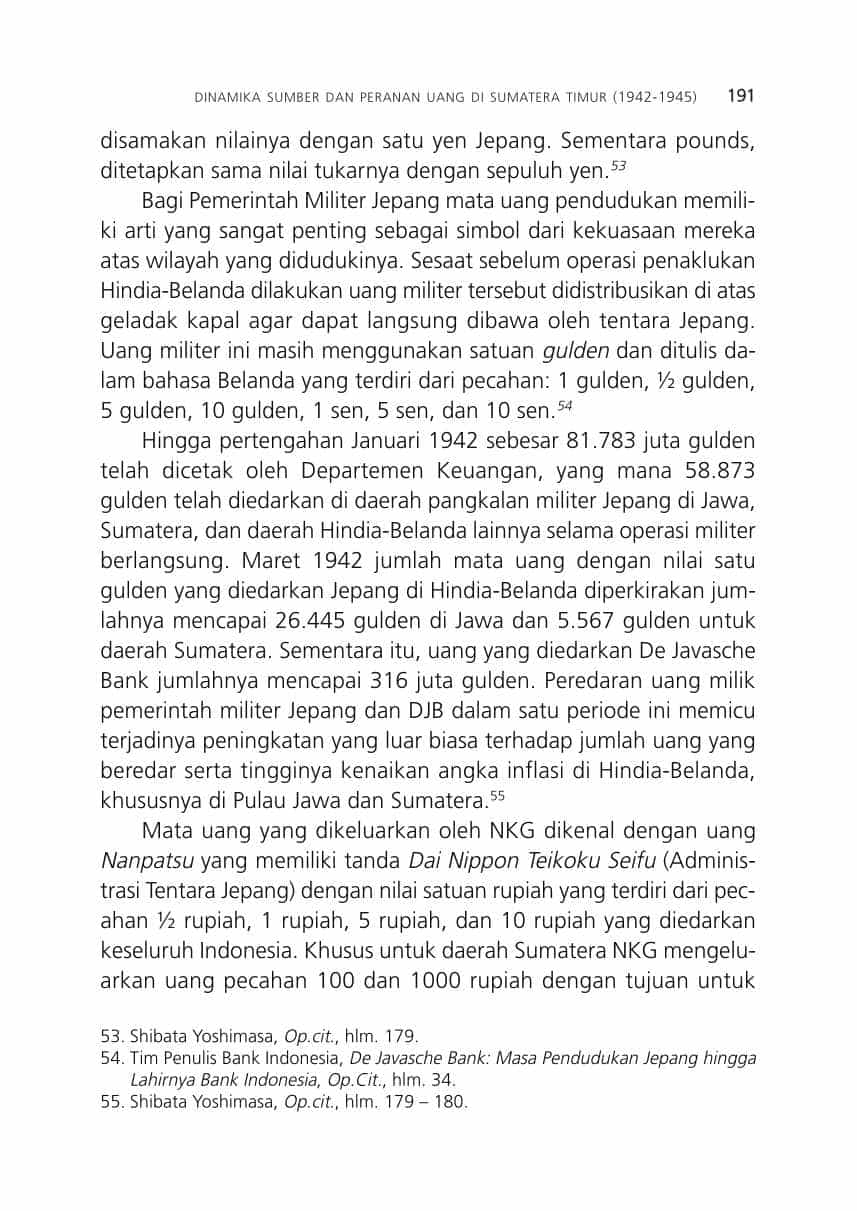 DINAMIKA SUMBER DAN PERANAN UANG DI SUMATERA TIMUR (1942-1945) 191
disamakan nilainya dengan satu yen Jepang. Sementara pounds,
ditetapkan sama nilai tukarnya dengan sepuluh yen.53
Bagi Pemerintah Militer Jepang mata uang pendudukan memili-
ki arti yang sangat penting sebagai simbol dari kekuasaan mereka
atas wilayah yang didudukinya. Sesaat sebelum operasi penaklukan
Hindia-Belanda dilakukan uang militer tersebut didistribusikan di atas
geladak kapal agar dapat langsung dibawa oleh tentara Jepang.
Uang militer ini masih menggunakan satuan gulden dan ditulis da-
lam bahasa Belanda yang terdiri dari pecahan: 1 gulden, ½ gulden,
5 gulden, 10 gulden, 1 sen, 5 sen, dan 10 sen.54
Hingga pertengahan Januari 1942 sebesar 81.783 juta gulden
telah dicetak oleh Departemen Keuangan, yang mana 58.873
gulden telah diedarkan di daerah pangkalan militer Jepang di Jawa,
Sumatera, dan daerah Hindia-Belanda lainnya selama operasi militer
berlangsung. Maret 1942 jumlah mata uang dengan nilai satu
gulden yang diedarkan Jepang di Hindia-Belanda diperkirakan jum-
lahnya mencapai 26.445 gulden di Jawa dan 5.567 gulden untuk
daerah Sumatera. Sementara itu, uang yang diedarkan De Javasche
Bank jumlahnya mencapai 316 juta gulden. Peredaran uang milik
pemerintah militer Jepang dan DJB dalam satu periode ini memicu
terjadinya peningkatan yang luar biasa terhadap jumlah uang yang
beredar serta tingginya kenaikan angka inflasi di Hindia-Belanda,
khususnya di Pulau Jawa dan Sumatera.55
Mata uang yang dikeluarkan oleh NKG dikenal dengan uang
Nanpatsu yang memiliki tanda Dai Nippon Teikoku Seifu (Adminis-
trasi Tentara Jepang) dengan nilai satuan rupiah yang terdiri dari pec-
ahan ½ rupiah, 1 rupiah, 5 rupiah, dan 10 rupiah yang diedarkan
keseluruh Indonesia. Khusus untuk daerah Sumatera NKG mengelu-
arkan uang pecahan 100 dan 1000 rupiah dengan tujuan untuk
53. Shibata Yoshimasa, Op.cit., hlm. 179.
54. Tim Penulis Bank Indonesia, De Javasche Bank: Masa Pendudukan Jepang hingga
Lahirnya Bank Indonesia, Op.Cit., hlm. 34.
55. Shibata Yoshimasa, Op.cit., hlm. 179 – 180.